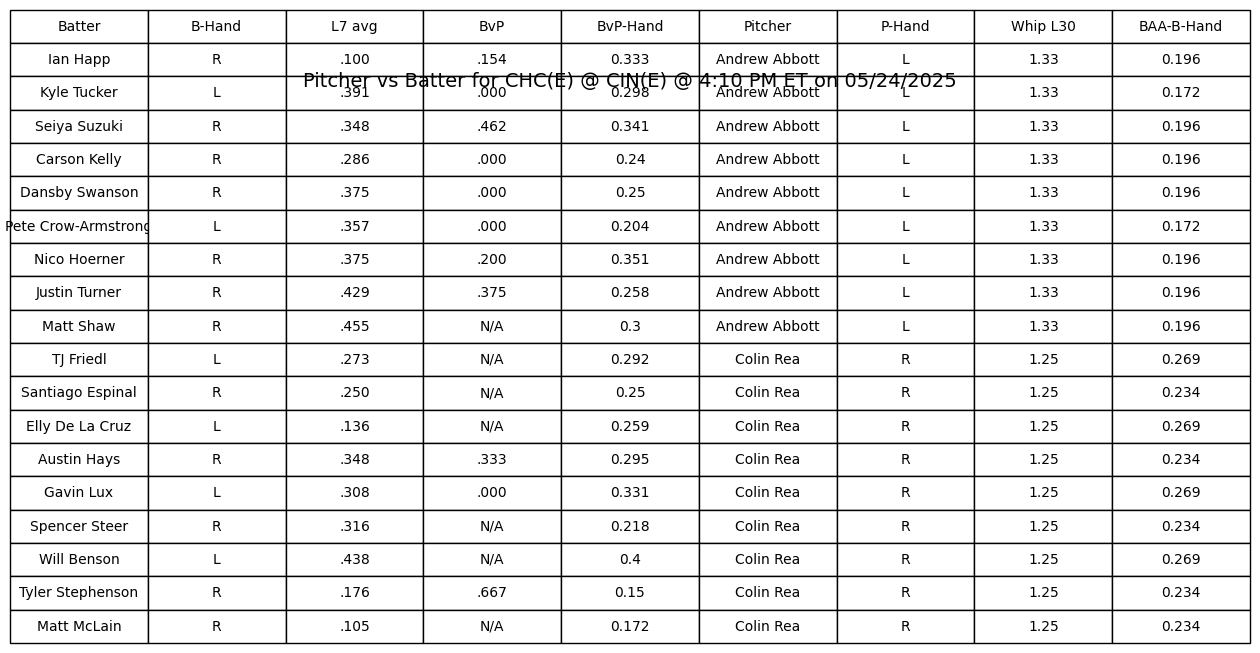 Batter B-Hand L7 avg BvP BvP-Hand Pitcher P-Hand Whip L30 BAA-B-Hand
Ian Happ R .100 .154 0.333 Andrew Abbott L 1.33 0.196
Pitcher vs Batter for CHC(E) @ CIN(E) @ 4:10 PM ET on 05/24/2025
Kyle Tucker L .391 .000 0.298 Andrew Abbott L 1.33 0.172
Seiya Suzuki R .348 .462 0.341 Andrew Abbott L 1.33 0.196
Carson Kelly R .286 .000 0.24 Andrew Abbott L 1.33 0.196
Dansby Swanson R .375 .000 0.25 Andrew Abbott L 1.33 0.196
Pete Crow-Armstrong L .357 .000 0.204 Andrew Abbott L 1.33 0.172
Nico Hoerner R .375 .200 0.351 Andrew Abbott L 1.33 0.196
Justin Turner R .429 .375 0.258 Andrew Abbott L 1.33 0.196
Matt Shaw R .455 N/A 0.3 Andrew Abbott L 1.33 0.196
TJ Friedl L .273 N/A 0.292 Colin Rea R 1.25 0.269
Santiago Espinal R .250 N/A 0.25 Colin Rea R 1.25 0.234
Elly De La Cruz L .136 N/A 0.259 Colin Rea R 1.25 0.269
Austin Hays R .348 .333 0.295 Colin Rea R 1.25 0.234
Gavin Lux L .308 .000 0.331 Colin Rea R 1.25 0.269
Spencer Steer R .316 N/A 0.218 Colin Rea R 1.25 0.234
Will Benson L .438 N/A 0.4 Colin Rea R 1.25 0.269
Tyler Stephenson R .176 .667 0.15 Colin Rea R 1.25 0.234
Matt McLain R .105 N/A 0.172 Colin Rea R 1.25 0.234